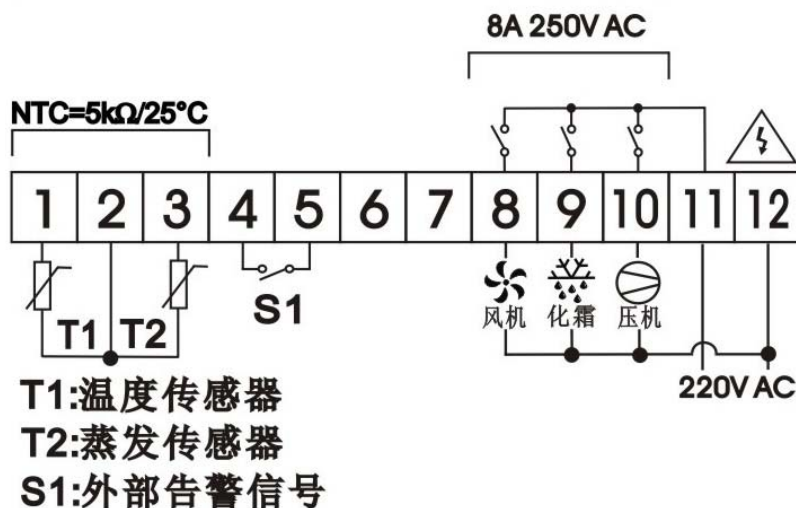 8A 250V AC
NTC=5kΩ/25°C
1 2 3 4 5 6 7 8 9 10 11 12
T1 T2 S1 风机 化霜 压机
220V AC
T1:温度传感器
T2:蒸发传感器
S1:外部告警信号